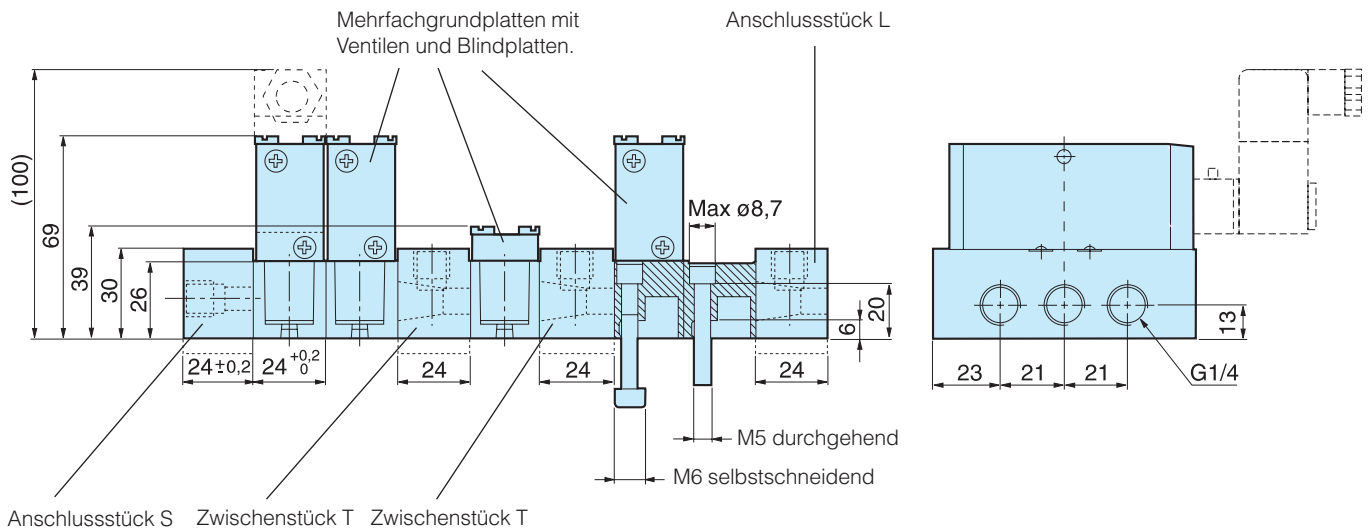 Mehrfachgrundplatten mit
Ventilen und Blindplatten.
Anschlussstück L
(100)
69
39
30
26
Max ø8,7
20
6
24 ±0,2
24 +0,2 0
24
24
24
M5 durchgehend
M6 selbstschneidend
23
21
21
13
G1/4
Anschlussstück S
Zwischenstück T
Zwischenstück T